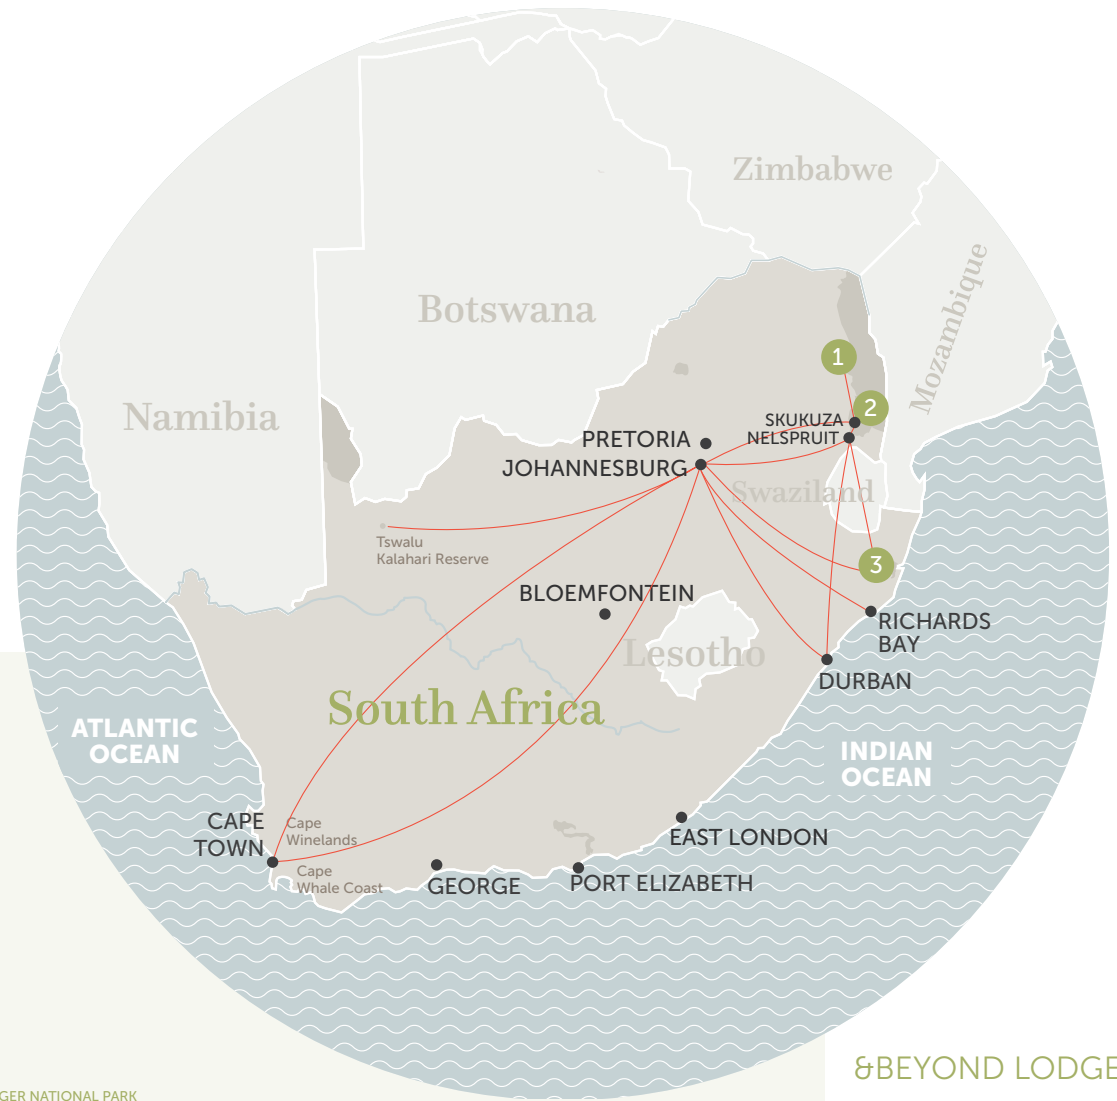 Zimbabwe
Mozambique
Botswana
Namibia
1
2
SKUKUZA
NELSPRUIT
PRETORIA
JOHANNESBURG
Swaziland
Tswalu
Kalahari Reserve
3
BLOEMFONTEIN
RICHARDS
BAY
Lesotho
DURBAN
South Africa
ATLANTIC
OCEAN
INDIAN
OCEAN
CAPE
TOWN
Cape
Winelands
EAST LONDON
Cape
Whale Coast
GEORGE
PORT ELIZABETH
&BEYOND LODGE
GER NATIONAL PARK